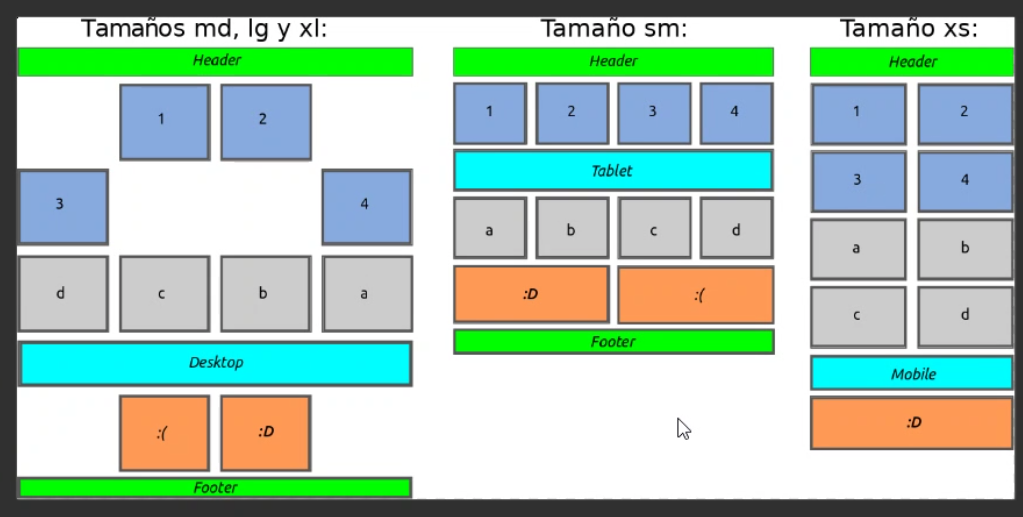 Tamaños md, lg y xl:
Header
1 2
3 4
d c b a
Desktop
:( :D
Footer
Tamaño sm:
Header
1 2 3 4
Tablet
a b c d
:D :(
Footer
Tamaño xs:
Header
1 2
3 4
a b
c d
Mobile
:D